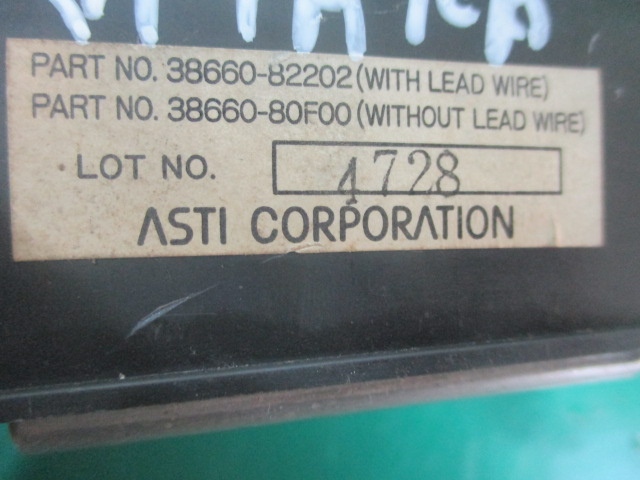 PART NO. 38660-82202 (WITH LEAD WIRE)
PART NO. 38660-80F00 (WITHOUT LEAD WIRE)
LOT NO. 4728
ASTI CORPORATION